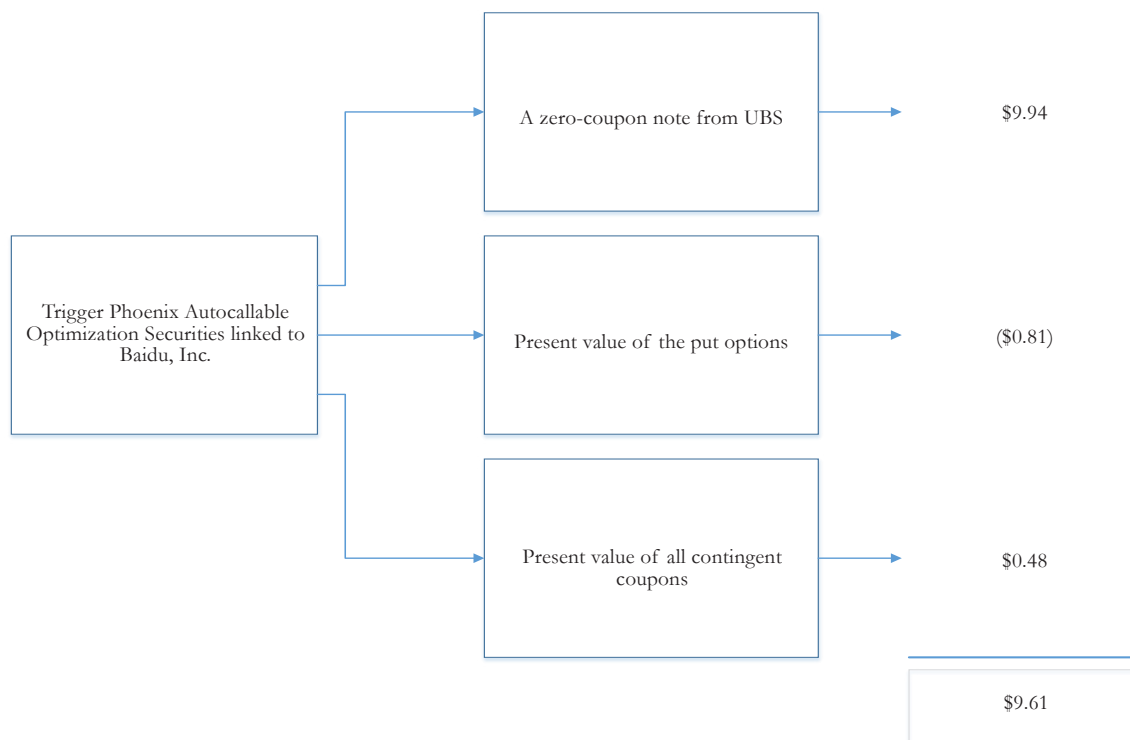 A zero-coupon note from UBS
$9.94
Trigger Phoenix Autocallable
Optimization Securities linked to
Baidu, Inc.
Present value of the put options
($0.81)
Present value of all contingent
coupons
$0.48
$9.61